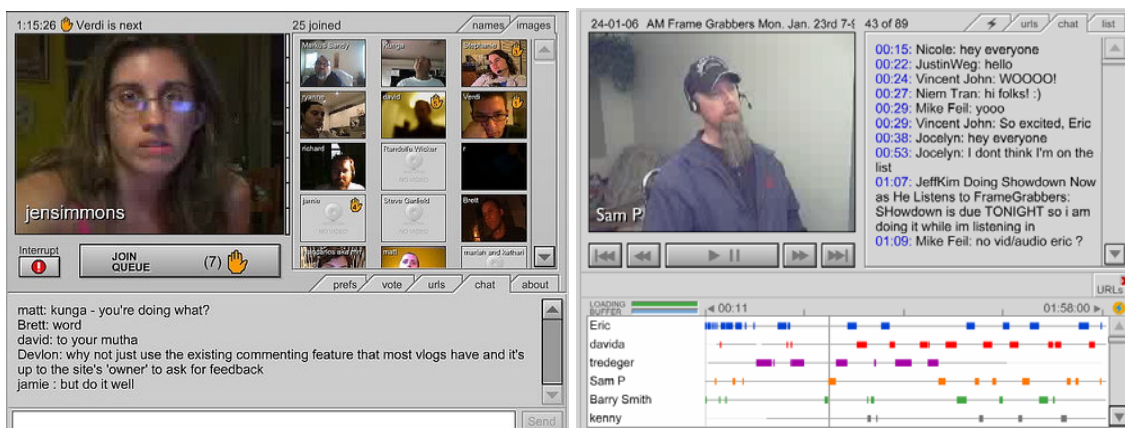 1:15:26 Verdi is next
25 joined
names
images
jensimmons
Markus Sandy
Kunga
Stephanie
ryanne
david
Verdi
richard
Randolfe Wicker
NO VIDEO
r
NO VIDEO
jamie
4
NO VIDEO
Steve Garfield
NO VIDEO
Brett
matt
mariah and kathari
Interrupt
JOIN
QUEUE
(7)
prefs
vote
urls
chat
about
matt: kunga - you're doing what?
Brett: word
david: to your mutha
Devlon: why not just use the existing commenting feature that most vlogs have and it's
up to the site's 'owner' to ask for feedback
jamie : but do it well
Send
24-01-06 AM Frame Grabbers Mon. Jan. 23rd 7-9
43 of 89
urls
chat
list
Sam P
00:15: Nicole: hey everyone
00:22: JustinWeg: hello
00:24: Vincent John: WOOOO!
00:27: Niem Tran: hi folks! :)
00:29: Mike Feil: yooo
00:29: Vincent John: So excited, Eric
00:38: Jocelyn: hey everyone
00:53: Jocelyn: I dont think I'm on the
list
01:07: JeffKim Doing Showdown Now
as He Listens to FrameGrabbers:
SHowdown is due TONIGHT so i am
doing it while im listening in
01:09: Mike Feil: no vid/audio eric ?
URLs
LOADING
BUFFER
00:11
01:58:00
Eric
davida
tredeger
Sam P
Barry Smith
kenny